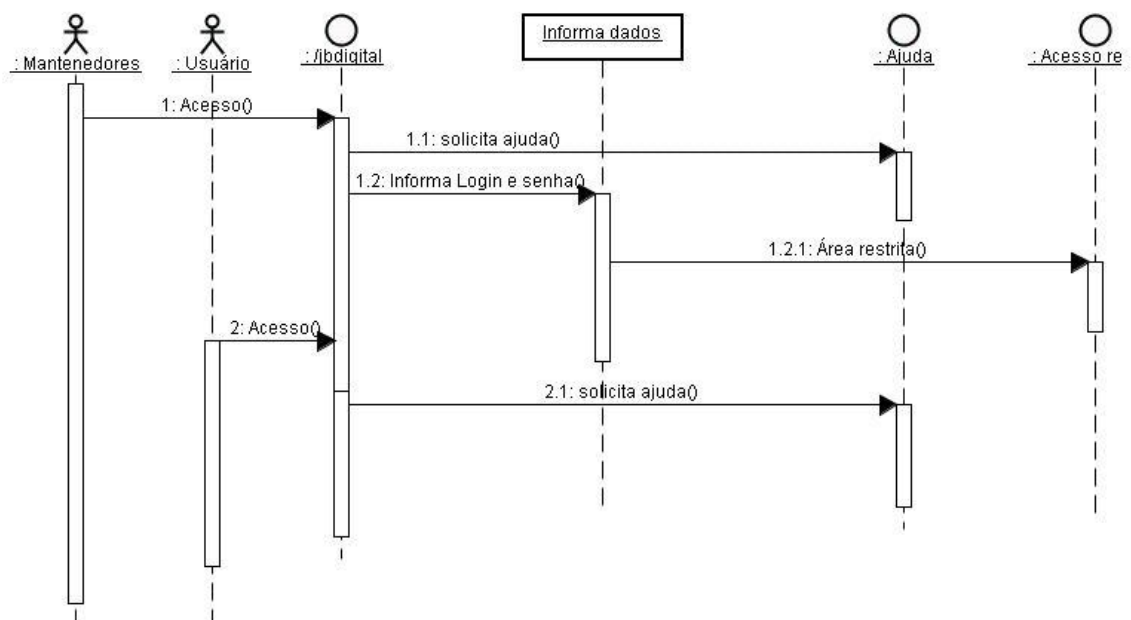 : Mantenedores
: Usuário
: /jbdigital
Informa dados
: Ajuda
: Acesso re
1: Acesso()
1.1: solicita ajuda()
1.2: Informa Login e senha()
1.2.1: Área restrita()
2: Acesso()
2.1: solicita ajuda()